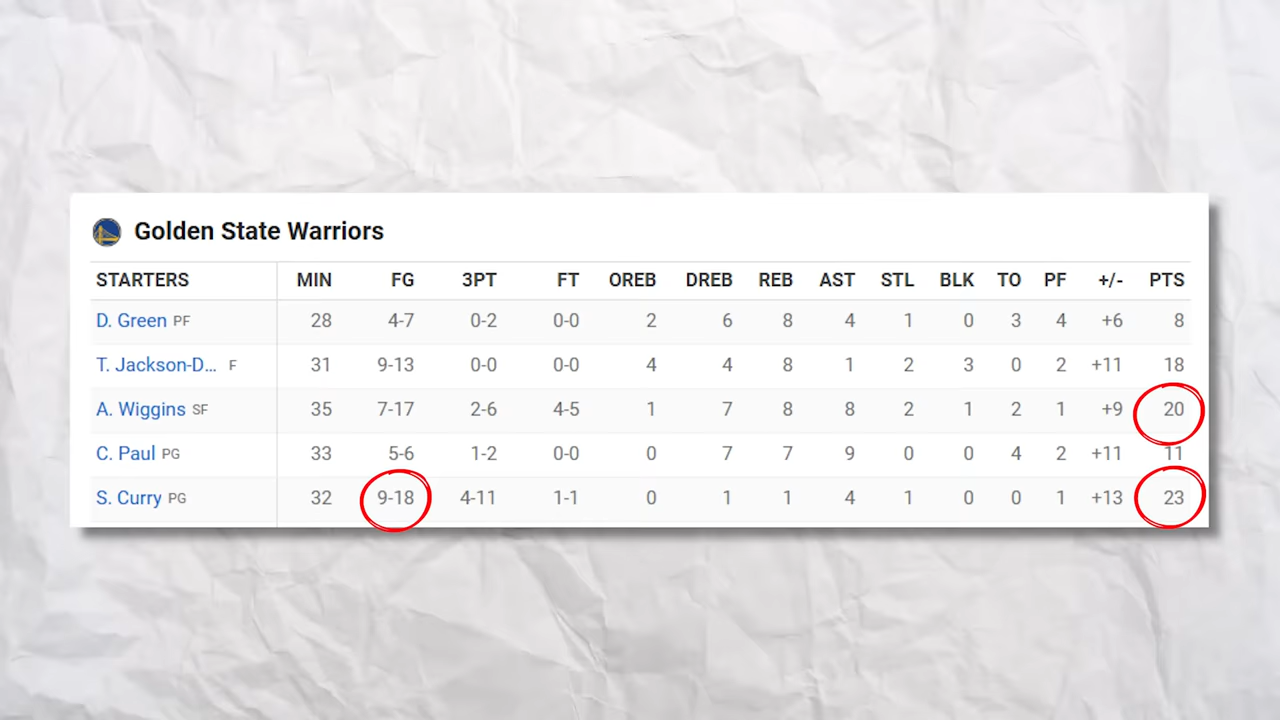 Golden State Warriors
STARTERS MIN FG 3PT FT OREB DREB REB AST STL BLK TO PF +/- PTS
D. Green PF 28 4-7 0-2 0-0 2 6 8 4 1 0 3 4 +6 8
T. Jackson-D... F 31 9-13 0-0 0-0 4 4 8 1 2 3 0 2 +11 18
A. Wiggins SF 35 7-17 2-6 4-5 1 7 8 8 2 1 2 1 +9 20
C. Paul PG 33 5-6 1-2 0-0 0 7 7 9 0 0 4 2 +11 11
S. Curry PG 32 9-18 4-11 1-1 0 1 1 4 1 0 0 1 +13 23